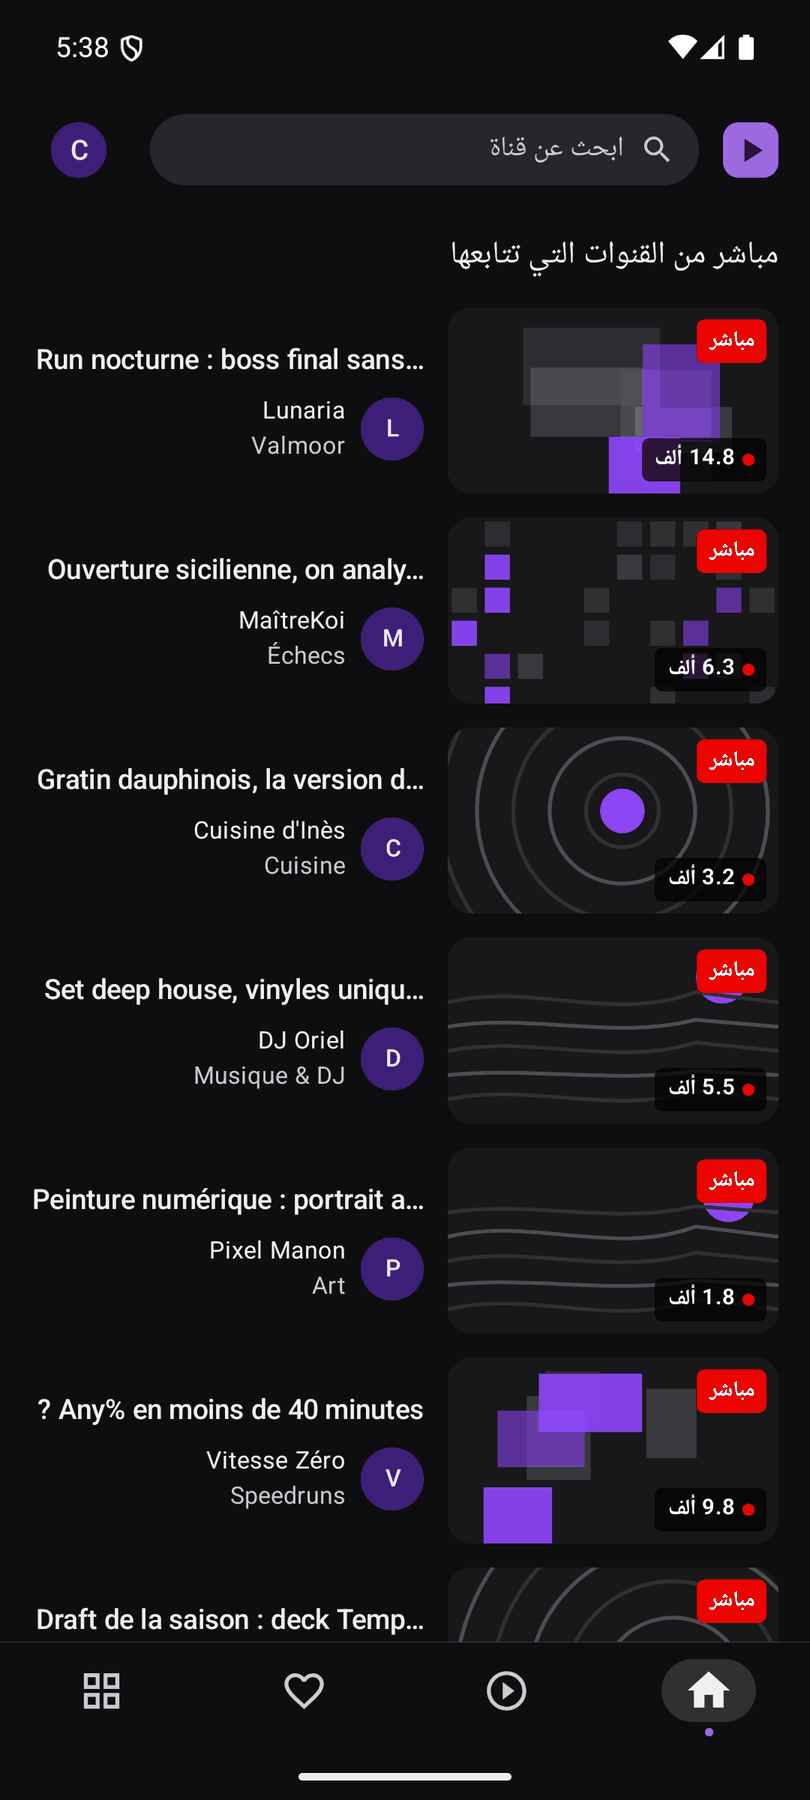 5:38
ابحث عن قناة
C
مباشر من القنوات التي تتابعها
مباشر
14.8 ألف
Run nocturne : boss final sans…
L
Lunaria
Valmoor
مباشر
6.3 ألف
Ouverture sicilienne, on analy…
M
MaîtreKoi
Échecs
مباشر
3.2 ألف
Gratin dauphinois, la version d…
C
Cuisine d'Inès
Cuisine
مباشر
5.5 ألف
Set deep house, vinyles uniqu…
D
DJ Oriel
Musique & DJ
مباشر
1.8 ألف
Peinture numérique : portrait a…
P
Pixel Manon
Art
مباشر
9.8 ألف
Any% en moins de 40 minutes ?
V
Vitesse Zéro
Speedruns
مباشر
Draft de la saison : deck Temp…